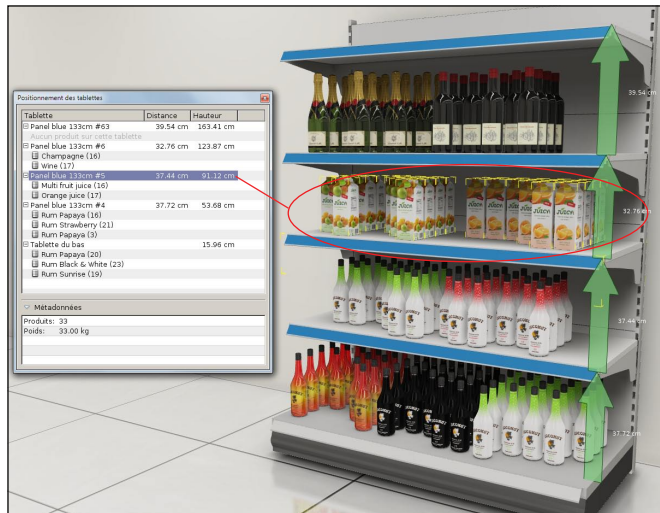 Positionnement des tablettes
Tablette Distance Hauteur
Panel blue 133cm #63 39.54 cm 163.41 cm
Aucun produit sur cette tablette
Panel blue 133cm #6 32.76 cm 123.87 cm
Champagne (16)
Wine (17)
Panel blue 133cm #5 37.44 cm 91.12 cm
Multi fruit juice (16)
Orange juice (17)
Panel blue 133cm #4 37.72 cm 53.68 cm
Rum Papaya (16)
Rum Strawberry (21)
Rum Papaya (3)
Tablette du bas 15.96 cm
Rum Papaya (20)
Rum Black & White (23)
Rum Sunrise (19)
Métadonnées
Produits: 33
Poids: 33.00 kg
39.54 cm
32.76 cm
37.44 cm
37.72 cm